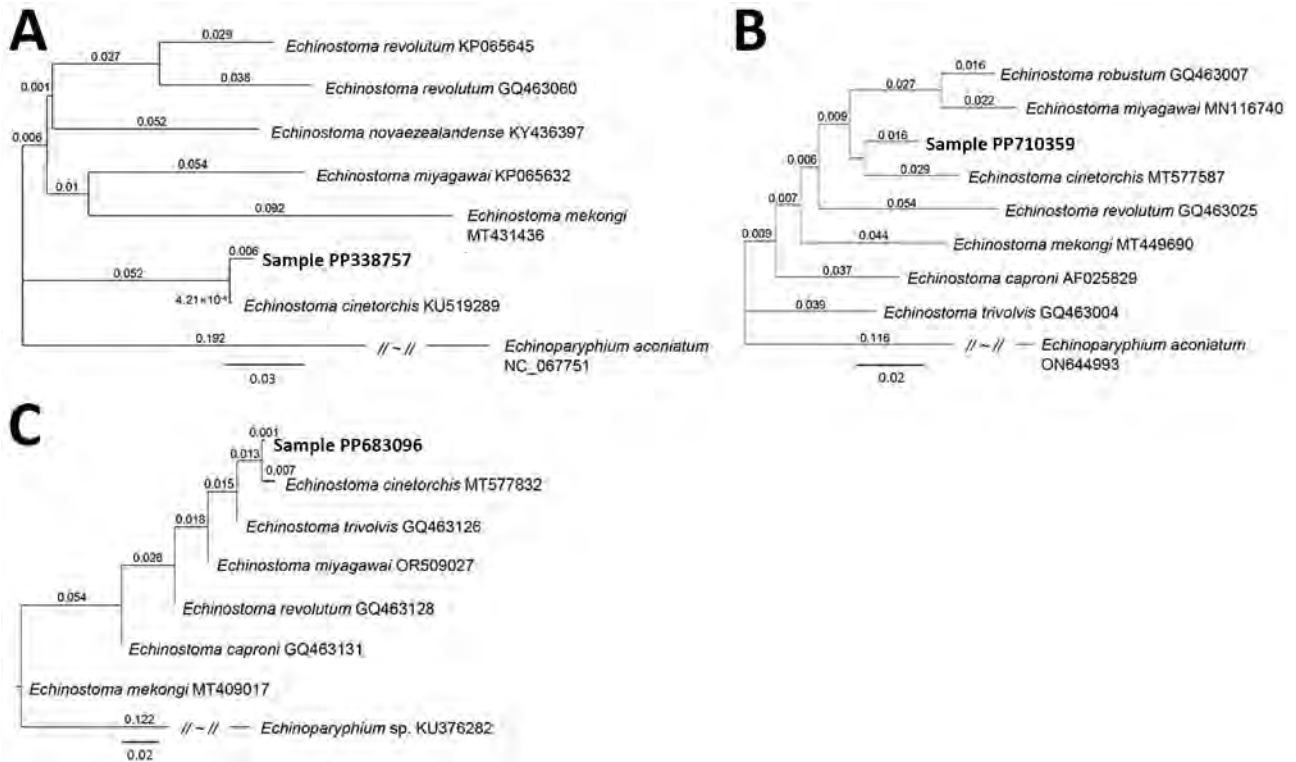 A
0.029
Echinostoma revolutum KP065645
0.027
0.038
Echinostoma revolutum GQ463060
0.001
0.052
Echinostoma novaezealandense KY436397
0.006
0.054
Echinostoma miyagawai KP065632
0.01
0.092
Echinostoma mekongi
MT431436
0.006
Sample PP338757
0.052
Echinostoma cinetorchis KU519289
0.192
// ~ //
Echinoparyphium aconiatum
NC_067751
0.03
B
0.016
Echinostoma robustum GQ463007
0.027
0.022
Echinostoma miyagawai MN116740
0.009
0.016
Sample PP710359
0.006
0.029
Echinostoma cinetorchis MT577587
0.007
0.054
Echinostoma revolutum GQ463025
0.009
0.044
Echinostoma mekongi MT449690
0.037
Echinostoma caproni AF025829
0.039
Echinostoma trivolvis GQ463004
0.116
// ~ //
Echinoparyphium aconiatum
ON644993
0.02
C
0.001
Sample PP683096
0.013
0.007
Echinostoma cinetorchis MT577832
0.015
Echinostoma trivolvis GQ463126
0.018
Echinostoma miyagawai OR509027
Echinostoma revolutum GQ463128
0.054
Echinostoma caproni GQ463131
Echinostoma mekongi MT409017
0.122
// ~ //
Echinoparyphium sp. KU376282
0.02